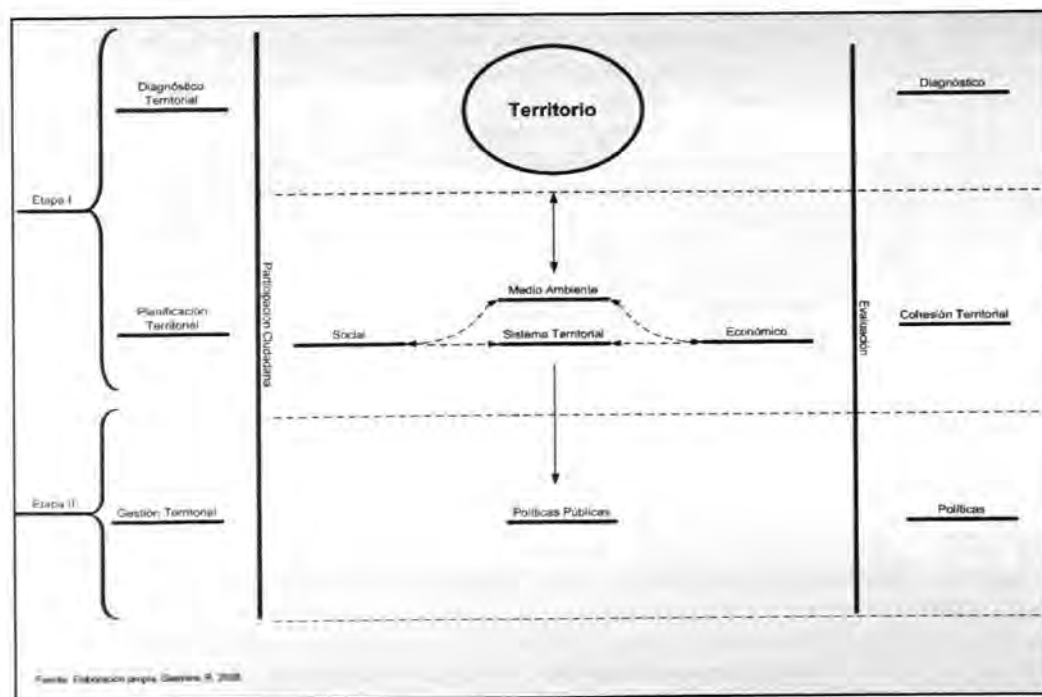 Diagnóstico
Territorial
Territorio
Diagnóstico
Etapa I
Participación Ciudadana
Evaluación
Medio Ambiente
Planificación
Territorial
Social
Sistema Territorial
Económico
Cohesión Territorial
Etapa II
Gestión Territorial
Políticas Públicas
Políticas
Fuente: Elaboración propia,